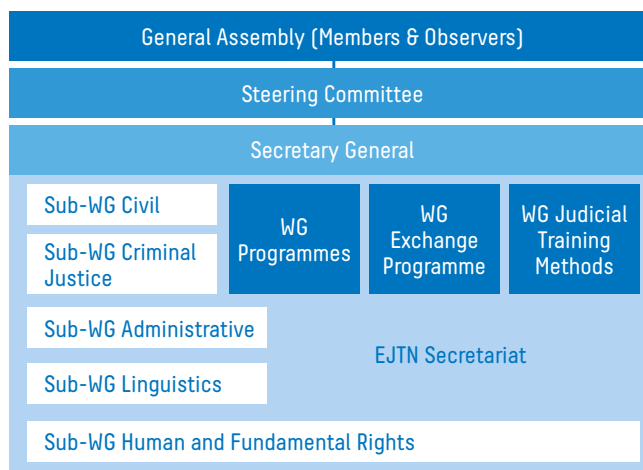 General Assembly (Members & Observers)
Steering Committee
Secretary General
Sub-WG Civil
Sub-WG Criminal
Justice
WG
Programmes
WG
Exchange
Programme
WG Judicial
Training
Methods
Sub-WG Administrative
EJTN Secretariat
Sub-WG Linguistics
Sub-WG Human and Fundamental Rights